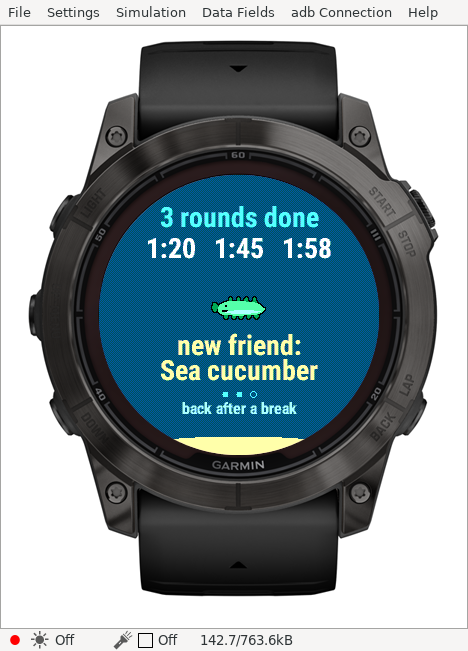 File Settings Simulation Data Fields adb Connection Help
60
LIGHT
START
50
STOP
3 rounds done
1:20 1:45 1:58
new friend:
Sea cucumber
back after a break
40
20
LAP
DOWN
BACK
GARMIN
Off Off 142.7/763.6kB